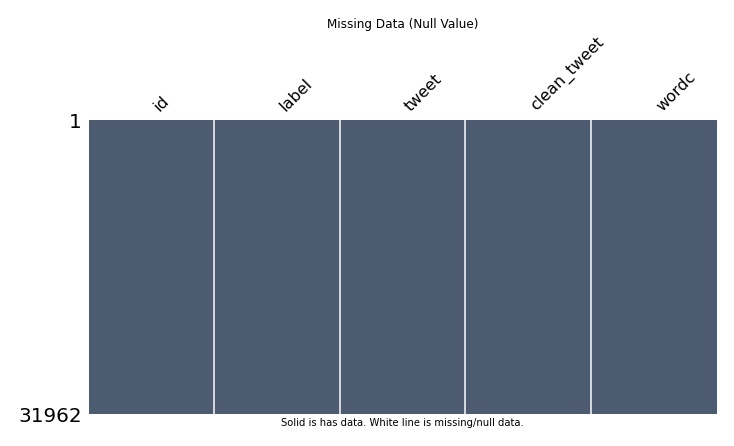 Missing Data (Null Value)
id
label
tweet
clean_tweet
wordc
1
31962
Solid is has data. White line is missing/null data.